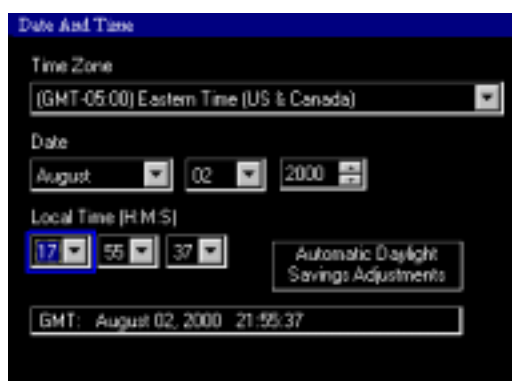 Date And Time
Time Zone
(GMT-05:00) Eastern Time (US & Canada)
Date
August 02 2000
Local Time (H:M:S)
17 55 37
Automatic Daylight
Savings Adjustments
GMT: August 02, 2000 21:55:37